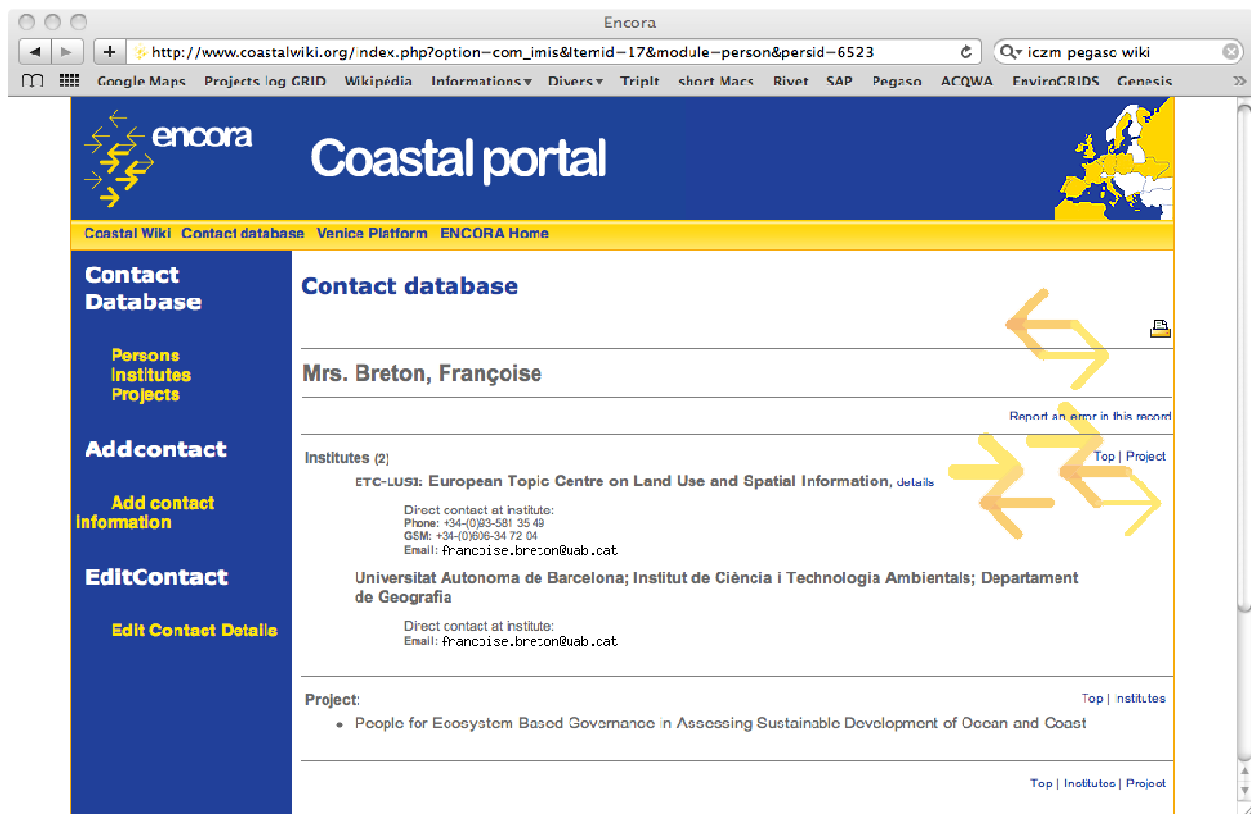 Encora
http://www.coastalwiki.org/index.php?option=com_imis&Itemid=17&module=person&persid=6523
iczm pegaso wiki
Google Maps Projects log GRID Wikipédia Informations Divers TripIt short Macs Rivet SAP Pegaso ACQWA EnviroGRIDS Genesis
encora
Coastal portal
Coastal Wiki Contact database Venice Platform ENCORA Home
Contact
Database
Persons
Institutes
Projects
Addcontact
Add contact
information
EditContact
Edit Contact Details
Contact database
Mrs. Breton, Françoise
Report an error in this record
Institutes (2)
Top | Project
ETC-LUSI: European Topic Centre on Land Use and Spatial Information, details
Direct contact at institute:
Phone: +34-(0)93-581 35 49
GSM: +34-(0)606-34 72 04
Email: francoise.breton@uab.cat
Universitat Autonoma de Barcelona; Institut de Ciència i Technologia Ambientals; Departament
de Geografia
Direct contact at institute:
Email: francoise.breton@uab.cat
Project:
Top | Institutes
• People for Ecosystem Based Governance in Assessing Sustainable Development of Ocean and Coast
Top | Institutes | Project